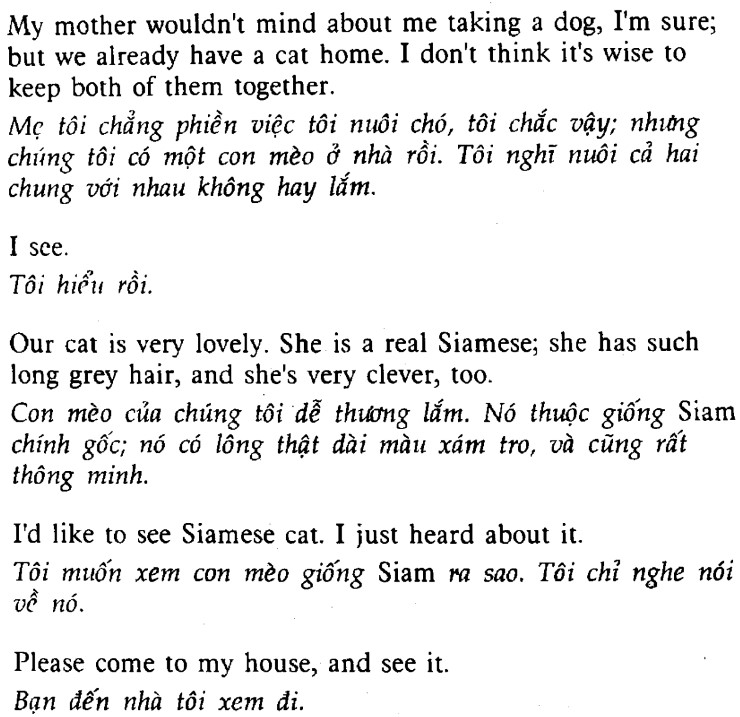 My mother wouldn't mind about me taking a dog, I'm sure;
but we already have a cat home. I don't think it's wise to
keep both of them together.
Mẹ tôi chẳng phiền việc tôi nuôi chó, tôi chắc vậy; nhưng
chúng tôi có một con mèo ở nhà rồi. Tôi nghĩ nuôi cả hai
chung với nhau không hay lắm.
I see.
Tôi hiểu rồi.
Our cat is very lovely. She is a real Siamese; she has such
long grey hair, and she's very clever, too.
Con mèo của chúng tôi dễ thương lắm. Nó thuộc giống Siam
chính gốc; nó có lông thật dài màu xám tro, và cũng rất
thông minh.
I'd like to see Siamese cat. I just heard about it.
Tôi muốn xem con mèo giống Siam ra sao. Tôi chỉ nghe nói
về nó.
Please come to my house, and see it.
Bạn đến nhà tôi xem đi.